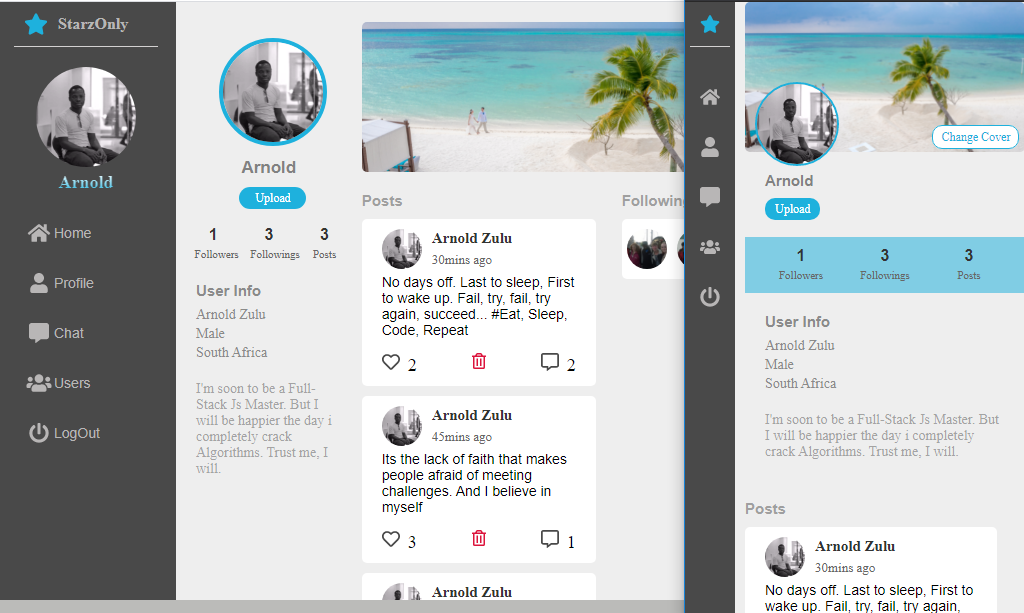 StarzOnly
Arnold
Home
Profile
Chat
Users
LogOut
Arnold
Upload
1 3 3
Followers Followings Posts
User Info
Arnold Zulu
Male
South Africa
I'm soon to be a Full-
Stack Js Master. But I
will be happier the day i
completely crack
Algorithms. Trust me, I
will.
Posts
Arnold Zulu
30mins ago
No days off. Last to sleep, First
to wake up. Fail, try, fail, try
again, succeed... #Eat, Sleep,
Code, Repeat
2 2
Arnold Zulu
45mins ago
Its the lack of faith that makes
people afraid of meeting
challenges. And I believe in
myself
3 1
Arnold Zulu
Following
Change Cover
Arnold
Upload
1 3 3
Followers Followings Posts
User Info
Arnold Zulu
Male
South Africa
I'm soon to be a Full-Stack Js Master. But
I will be happier the day i completely
crack Algorithms. Trust me, I will.
Posts
Arnold Zulu
30mins ago
No days off. Last to sleep, First to
wake up. Fail, try, fail, try again,